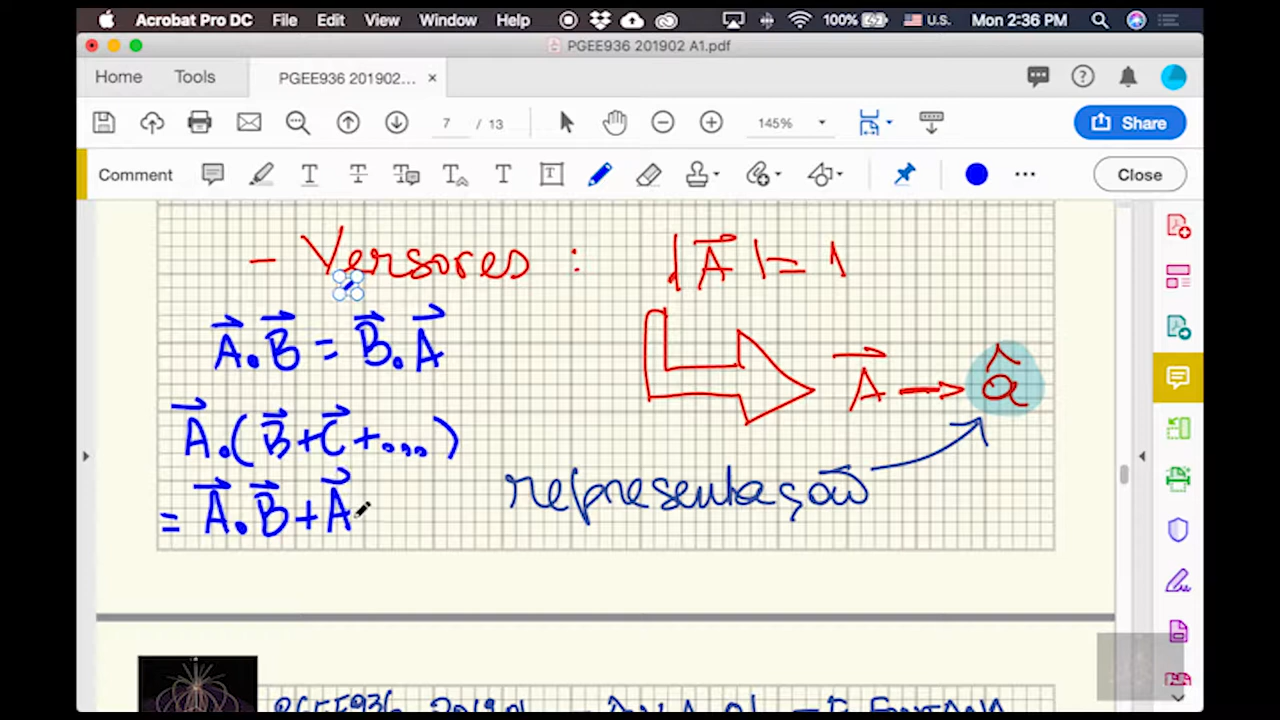 Acrobat Pro DC File Edit View Window Help 100% U.S. Mon 2:36 PM
PGEE936 201902 A1.pdf
Home Tools PGEE936 201902... ×
7 / 13 145% Share
Comment Close
- Versores : |A⃗| = 1
A⃗.B⃗ = B⃗.A⃗
A⃗ → â
A⃗.(B⃗+C⃗+...)
= A⃗.B⃗+A⃗
representação
PGEE936